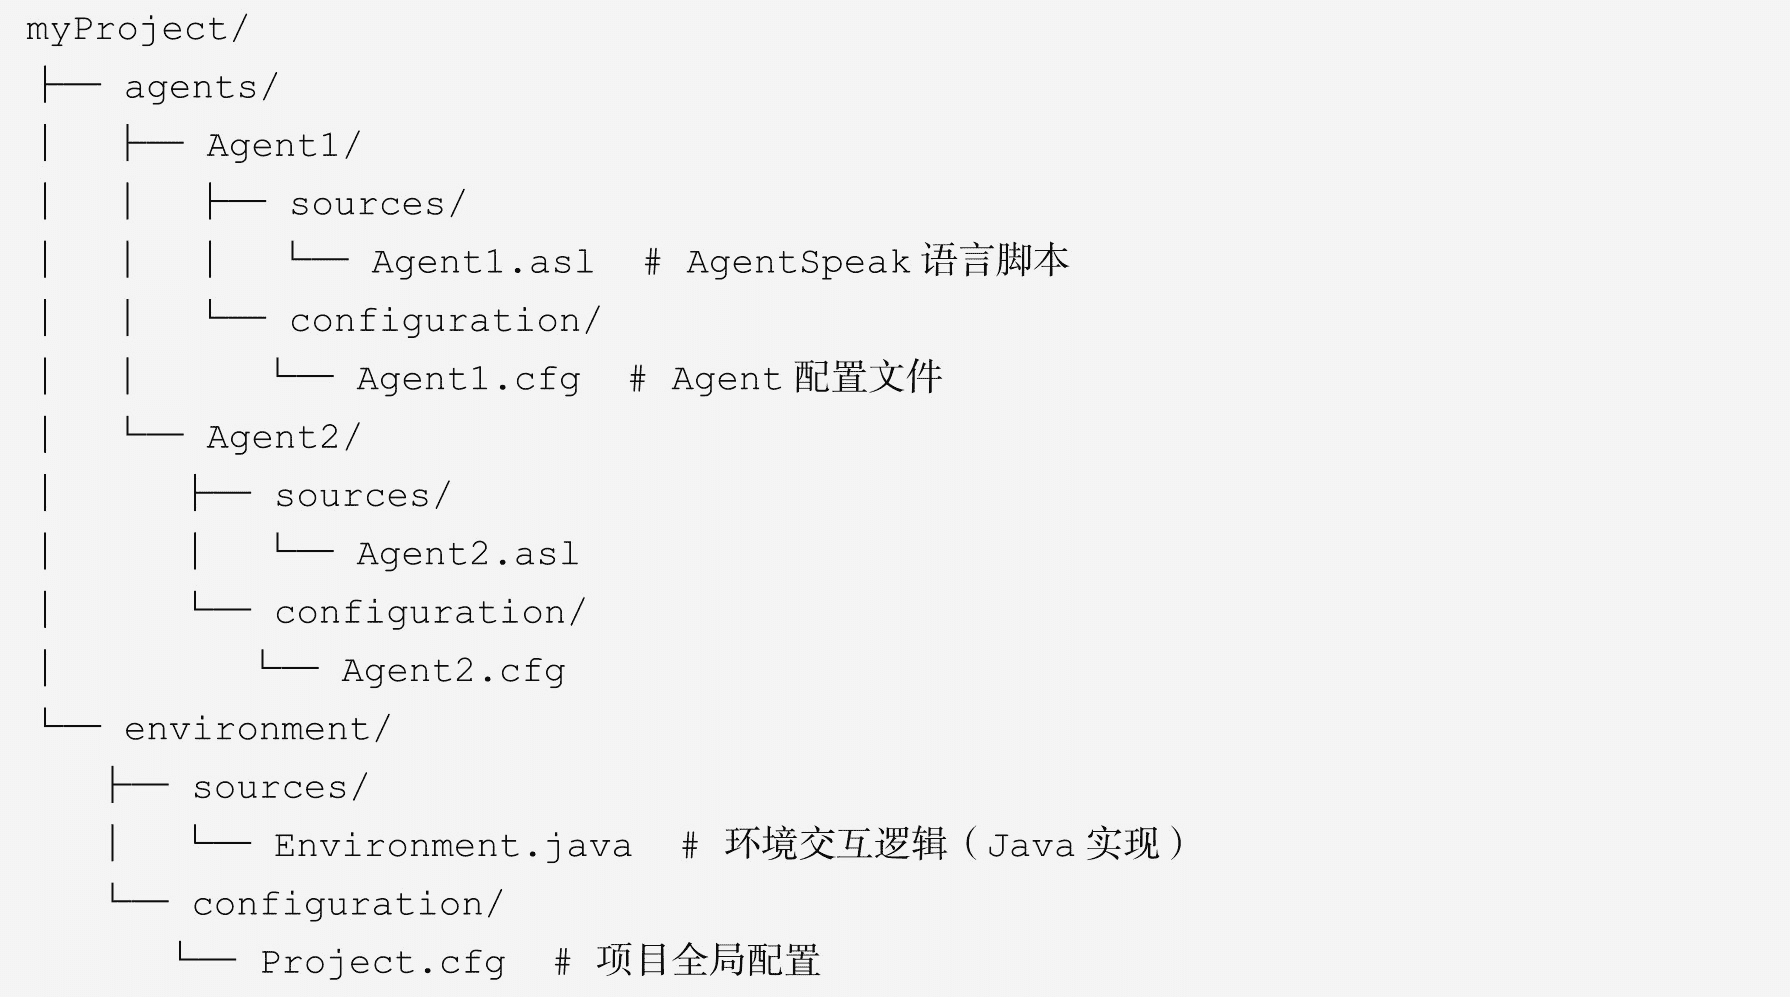 myProject/
├── agents/
│   ├── Agent1/
│   │   ├── sources/
│   │   │   └── Agent1.asl  # AgentSpeak 语言脚本
│   │   └── configuration/
│   │       └── Agent1.cfg  # Agent 配置文件
│   └── Agent2/
│       ├── sources/
│       │   └── Agent2.asl
│       └── configuration/
│           └── Agent2.cfg
└── environment/
    ├── sources/
    │   └── Environment.java  # 环境交互逻辑（Java 实现）
    └── configuration/
        └── Project.cfg  # 项目全局配置